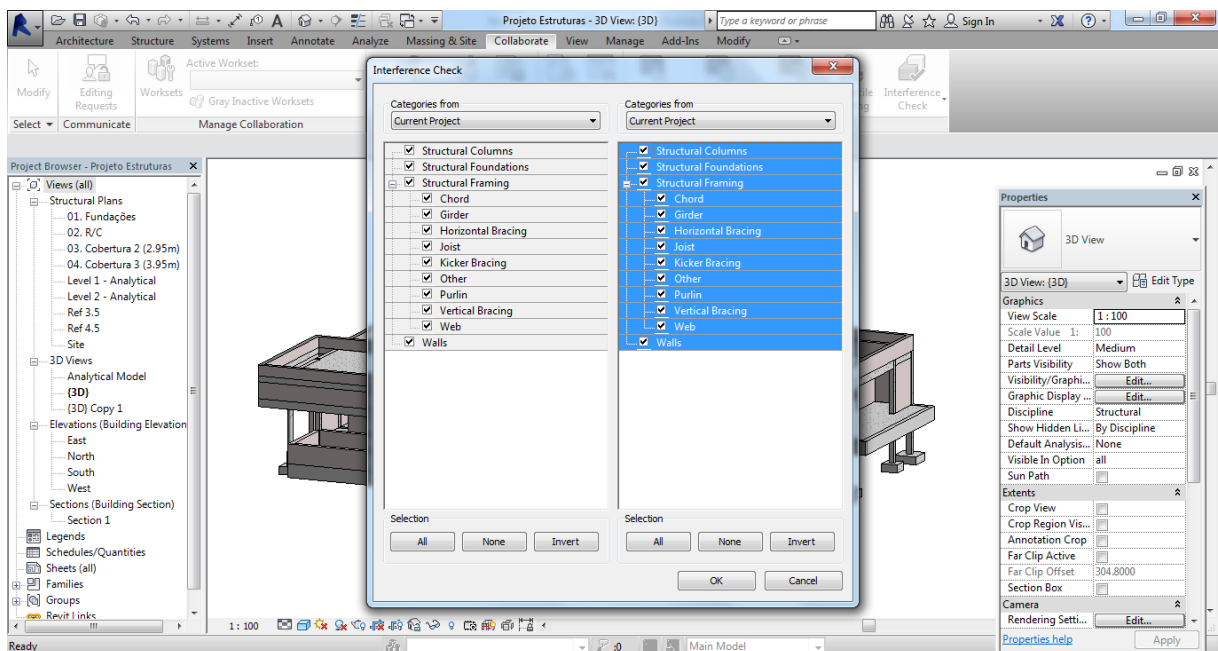 Projeto Estruturas - 3D View: {3D}
Type a keyword or phrase
Sign In
Architecture Structure Systems Insert Annotate Analyze Massing & Site Collaborate View Manage Add-Ins Modify
Modify
Editing Requests
Worksets
Active Workset:
Gray Inactive Worksets
Interference Check
Select
Communicate
Manage Collaboration
Project Browser - Projeto Estruturas
Views (all)
Structural Plans
01. Fundações
02. R/C
03. Cobertura 2 (2.95m)
04. Cobertura 3 (3.95m)
Level 1 - Analytical
Level 2 - Analytical
Ref 3.5
Ref 4.5
Site
3D Views
Analytical Model
{3D}
{3D} Copy 1
Elevations (Building Elevation
East
North
South
West
Sections (Building Section)
Section 1
Legends
Schedules/Quantities
Sheets (all)
Families
Groups
Revit Links
Interference Check
Categories from
Current Project
Structural Columns
Structural Foundations
Structural Framing
Chord
Girder
Horizontal Bracing
Joist
Kicker Bracing
Other
Purlin
Vertical Bracing
Web
Walls
Selection
All None Invert
Categories from
Current Project
Structural Columns
Structural Foundations
Structural Framing
Chord
Girder
Horizontal Bracing
Joist
Kicker Bracing
Other
Purlin
Vertical Bracing
Web
Walls
Selection
All None Invert
OK Cancel
Properties
3D View
3D View: {3D} Edit Type
Graphics
View Scale 1 : 100
Scale Value 1: 100
Detail Level Medium
Parts Visibility Show Both
Visibility/Graphi... Edit...
Graphic Display ... Edit...
Discipline Structural
Show Hidden Li... By Discipline
Default Analysis... None
Visible In Option all
Sun Path
Extents
Crop View
Crop Region Vis...
Annotation Crop
Far Clip Active
Far Clip Offset 304.8000
Section Box
Camera
Rendering Setti... Edit...
Properties help Apply
1 : 100
Ready
:0
Main Model